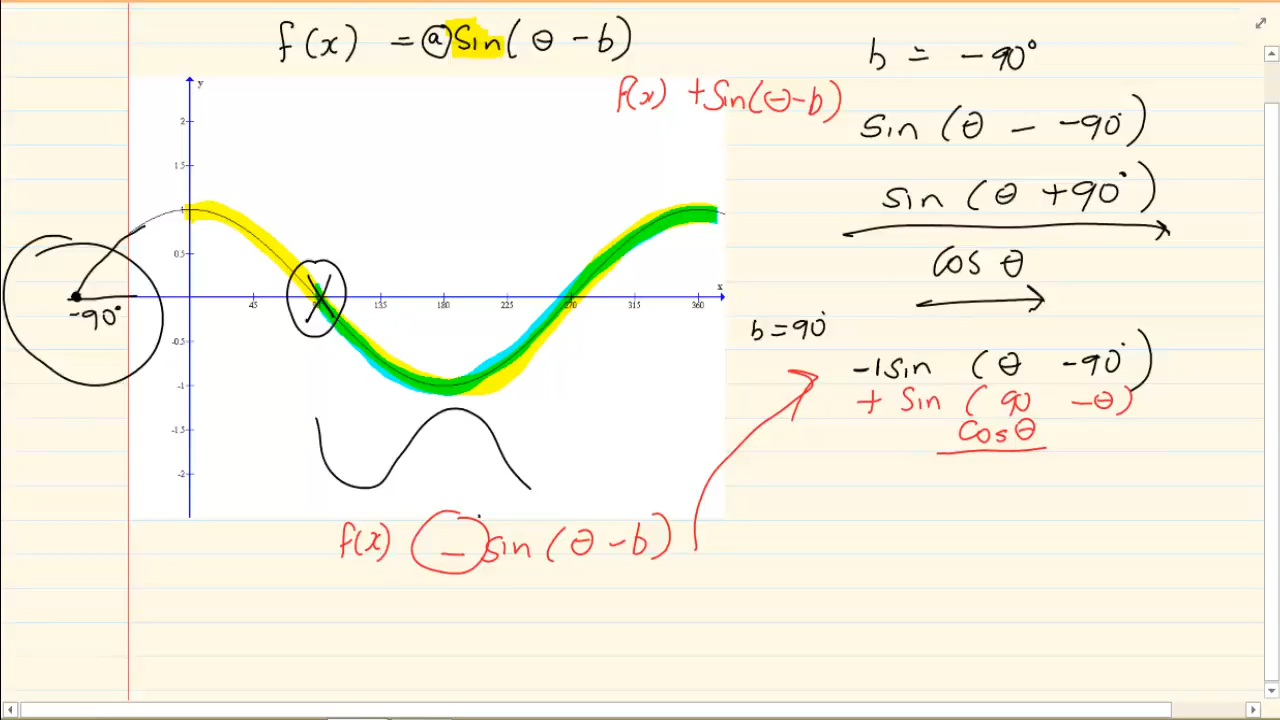 f(x) = a Sin(θ - b)
f(x) +Sin(θ-b)
b = -90°
Sin (θ - -90°)
sin (θ +90°)
cos θ
b=90°
-1sin (θ -90°)
+ Sin (90 -θ)
Cosθ
y
2
1.5
1
0.5
-0.5
-1
-1.5
-2
45
135
180
225
270
315
360
x
-90°
f(x) - sin (θ-b)